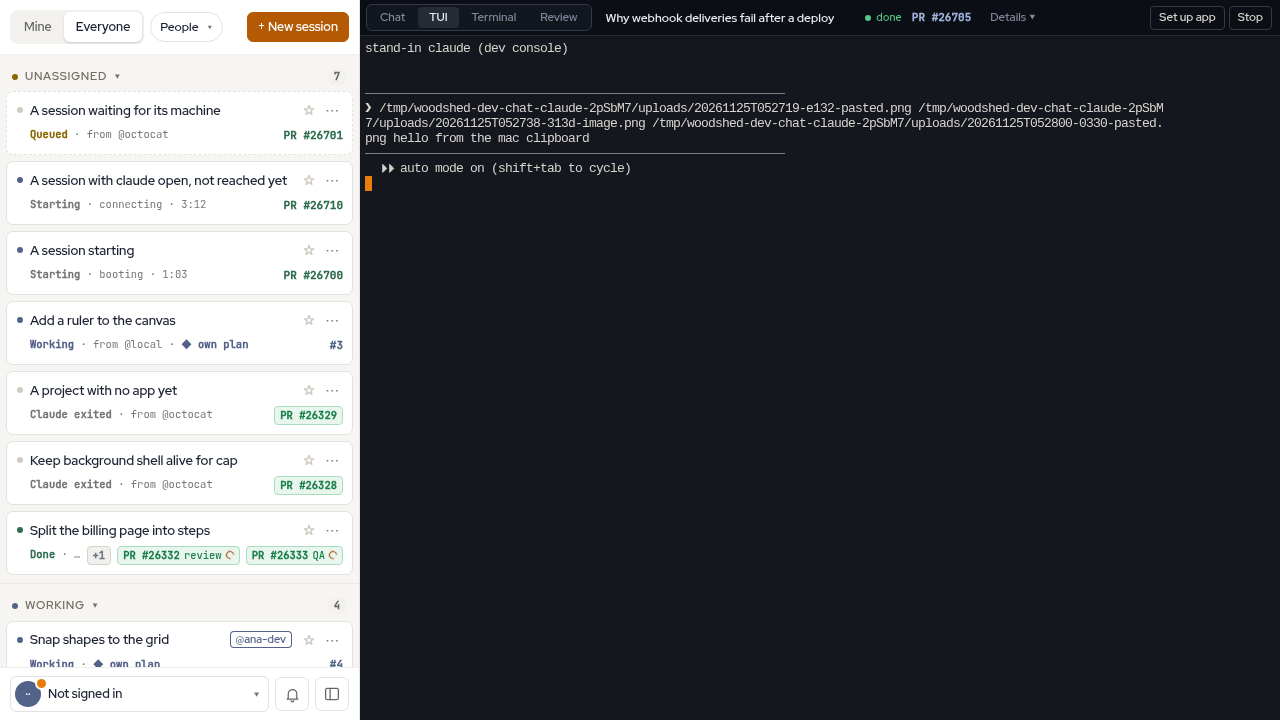 Mine Everyone People ▾ + New session
UNASSIGNED ▾ 7
A session waiting for its machine
Queued · from @octocat PR #26701
A session with claude open, not reached yet
Starting · connecting · 3:12 PR #26710
A session starting
Starting · booting · 1:03 PR #26700
Add a ruler to the canvas
Working · from @local · ◆ own plan #3
A project with no app yet
Claude exited · from @octocat PR #26329
Keep background shell alive for cap
Claude exited · from @octocat PR #26328
Split the billing page into steps
Done · … +1 PR #26332 review PR #26333 QA
WORKING ▾ 4
Snap shapes to the grid @ana-dev
Working · ◆ own plan #4
Not signed in ▾
Chat TUI Terminal Review Why webhook deliveries fail after a deploy done PR #26705 Details ▾ Set up app Stop
stand-in claude (dev console)
❯ /tmp/woodshed-dev-chat-claude-2pSbM7/uploads/20261125T052719-e132-pasted.png /tmp/woodshed-dev-chat-claude-2pSbM
7/uploads/20261125T052738-313d-image.png /tmp/woodshed-dev-chat-claude-2pSbM7/uploads/20261125T052800-0330-pasted.
png hello from the mac clipboard
⏵⏵ auto mode on (shift+tab to cycle)